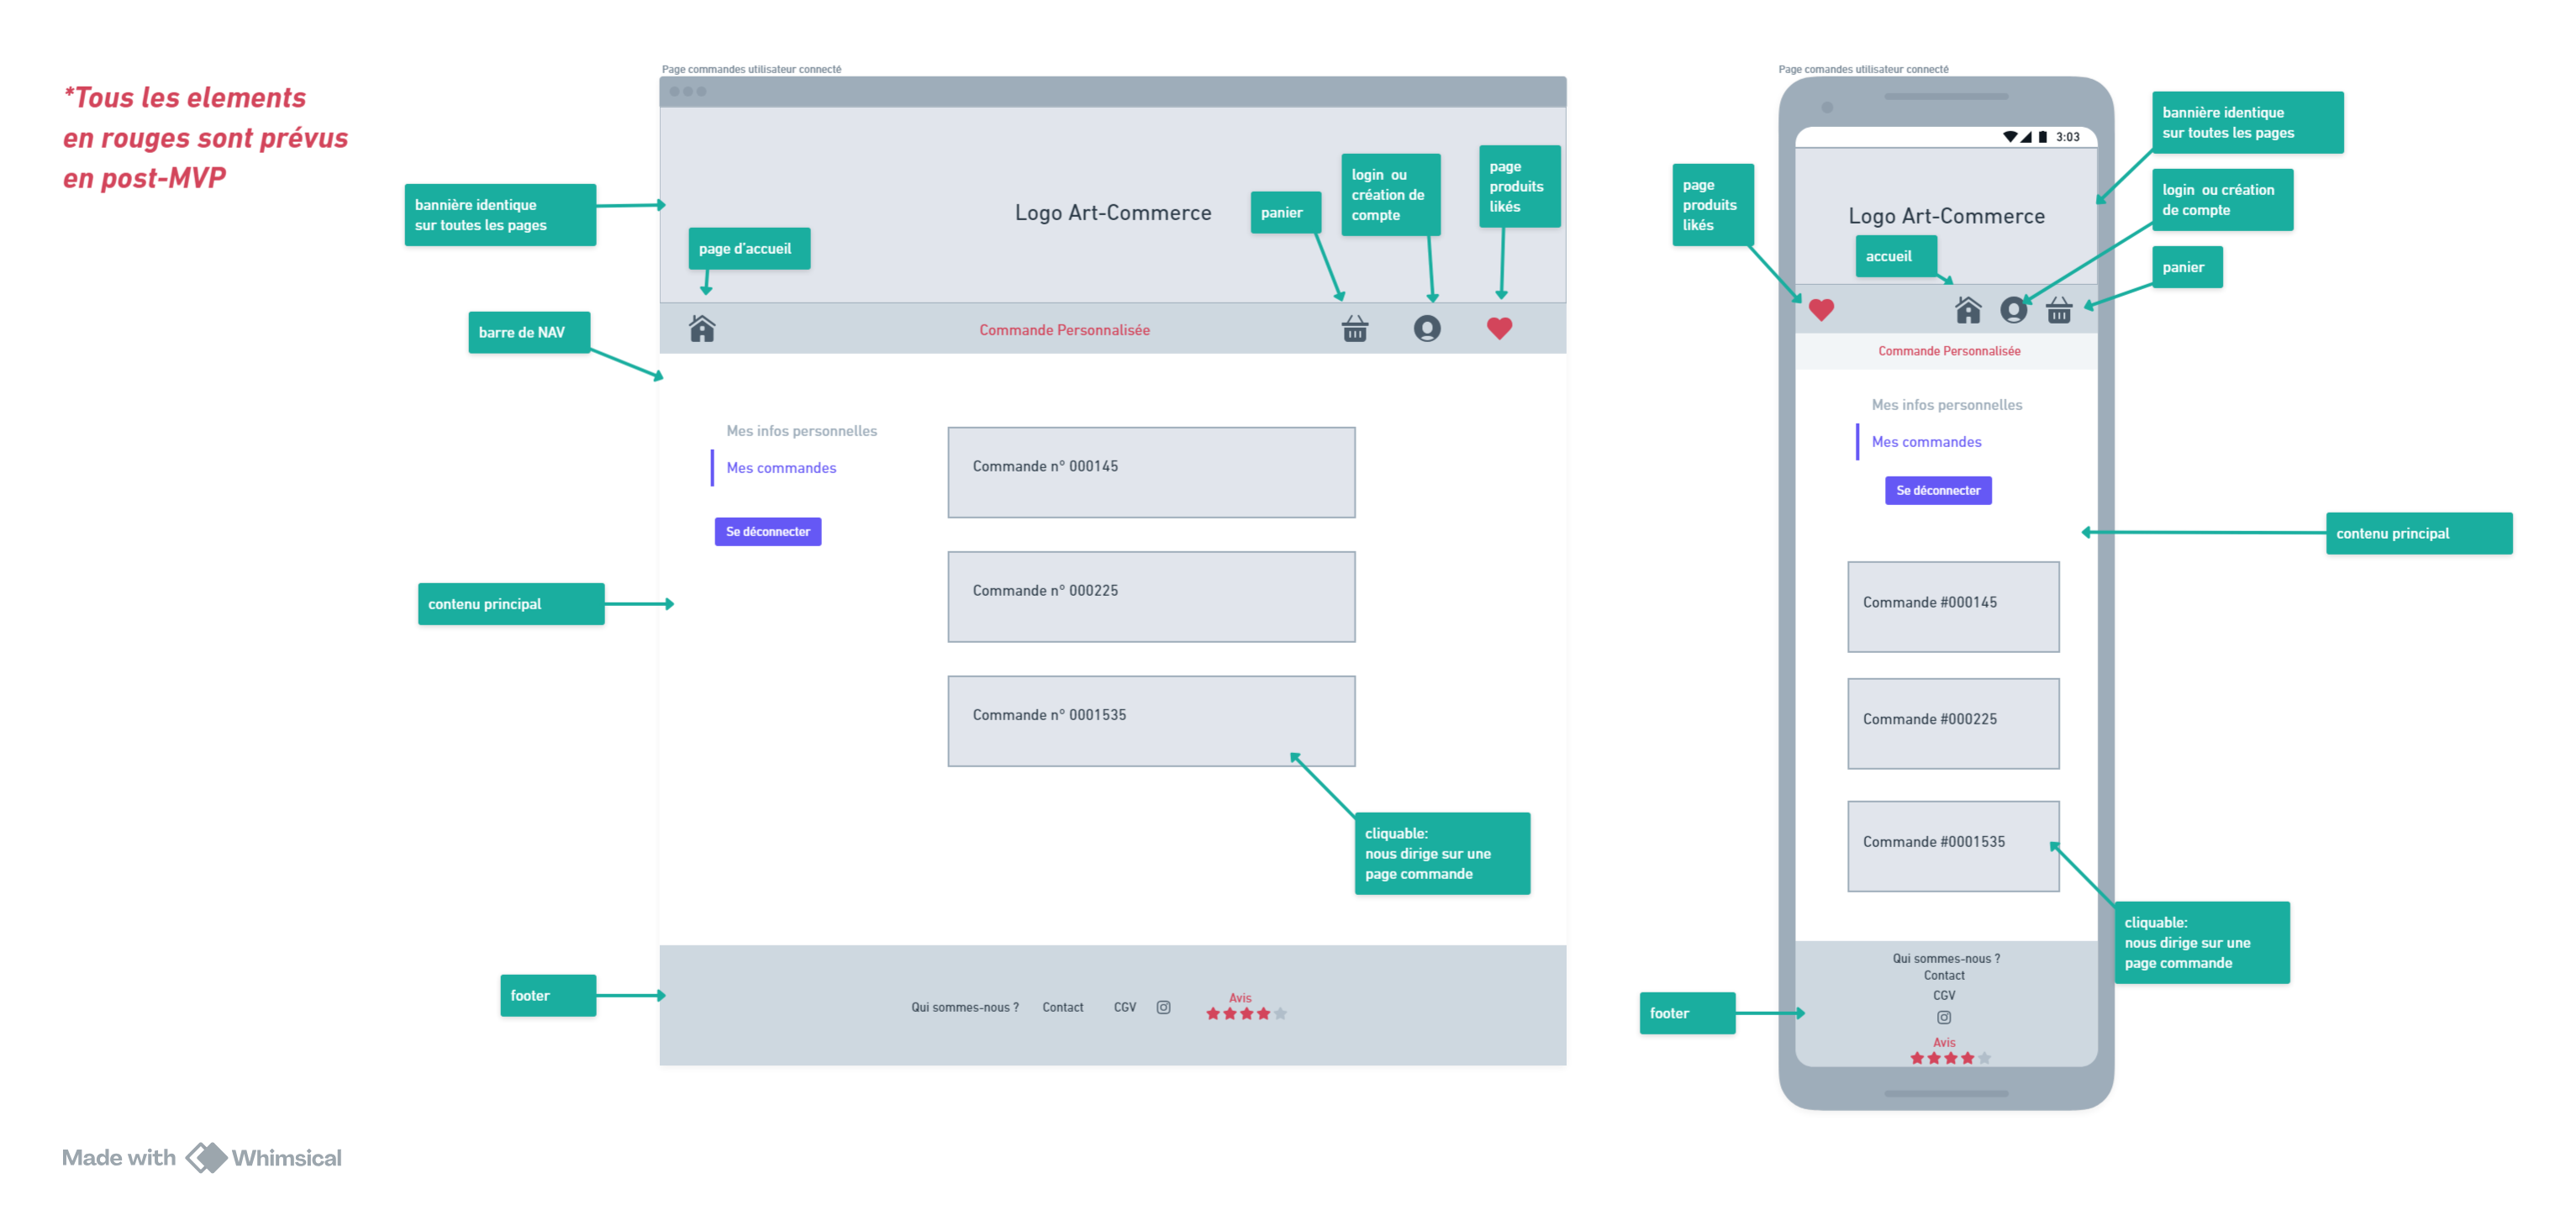 *Tous les elements
en rouges sont prévus
en post-MVP
Page commandes utilisateur connecté
bannière identique
sur toutes les pages
Logo Art-Commerce
page d'accueil
panier
login ou
création de
compte
page
produits
likés
barre de NAV
Commande Personnalisée
Mes infos personnelles
Mes commandes
Se déconnecter
Commande n° 000145
Commande n° 000225
Commande n° 0001535
contenu principal
cliquable:
nous dirige sur une
page commande
footer
Qui sommes-nous ?
Contact
CGV
Avis
Page comandes utilisateur connecté
3:03
bannière identique
sur toutes les pages
page
produits
likés
Logo Art-Commerce
login ou création
de compte
accueil
panier
Commande Personnalisée
Mes infos personnelles
Mes commandes
Se déconnecter
contenu principal
Commande #000145
Commande #000225
Commande #0001535
cliquable:
nous dirige sur une
page commande
footer
Qui sommes-nous ?
Contact
CGV
Avis
Made with Whimsical